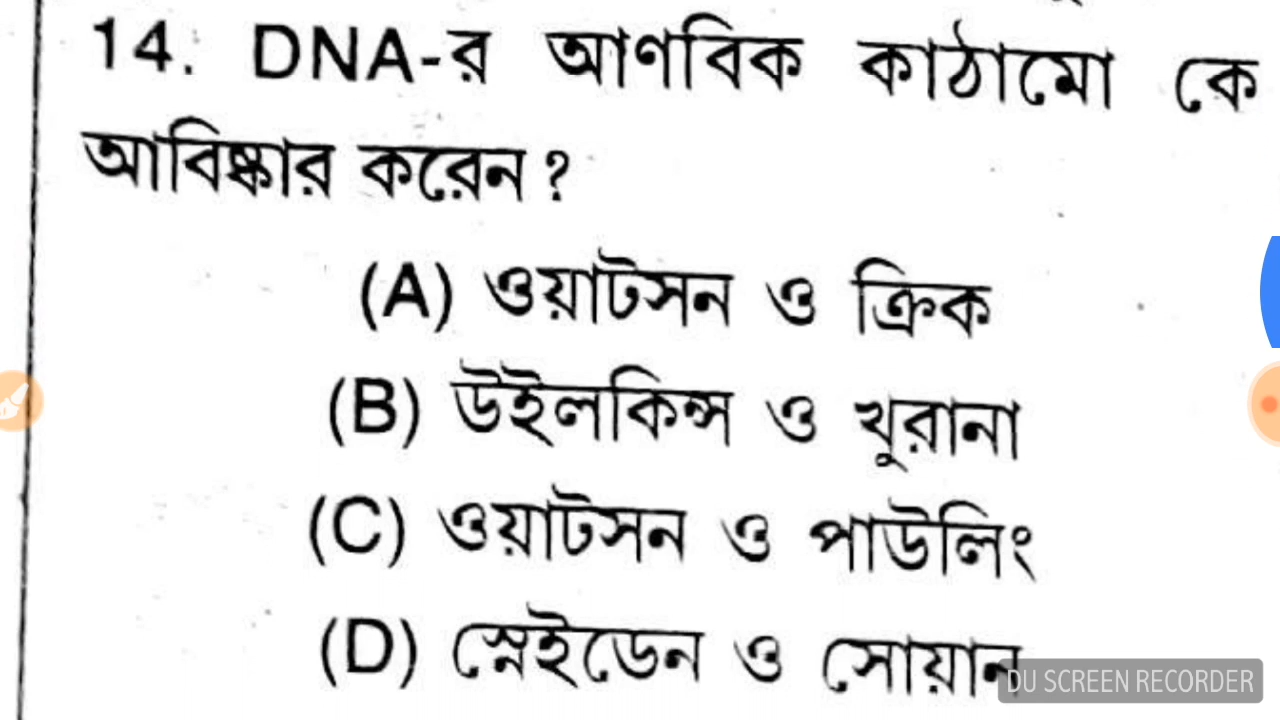 14. DNA-র আণবিক কাঠামো কে
আবিষ্কার করেন ?
(A) ওয়াটসন ও ক্রিক
(B) উইলকিন্স ও খুরানা
(C) ওয়াটসন ও পাউলিং
(D) স্নেইডেন ও সোয়ান
DU SCREEN RECORDER